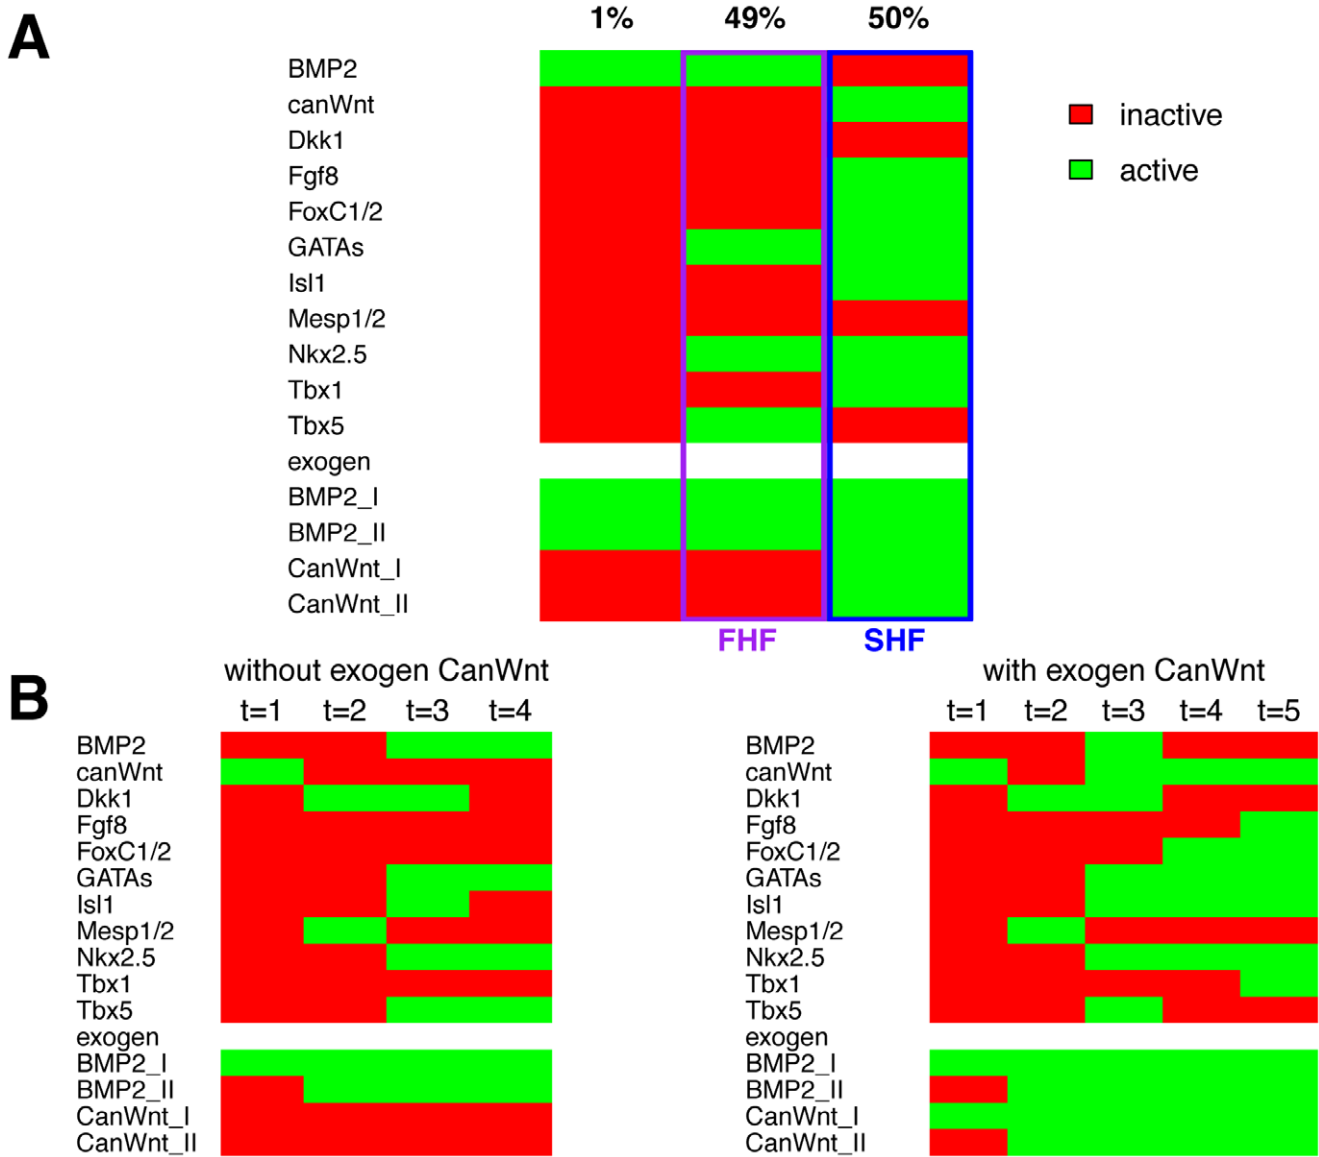 A
1% 49% 50%
BMP2
canWnt
Dkk1
Fgf8
FoxC1/2
GATAs
Isl1
Mesp1/2
Nkx2.5
Tbx1
Tbx5
exogen
BMP2_I
BMP2_II
CanWnt_I
CanWnt_II
inactive
active
FHF SHF
B
without exogen CanWnt
t=1 t=2 t=3 t=4
BMP2
canWnt
Dkk1
Fgf8
FoxC1/2
GATAs
Isl1
Mesp1/2
Nkx2.5
Tbx1
Tbx5
exogen
BMP2_I
BMP2_II
CanWnt_I
CanWnt_II
with exogen CanWnt
t=1 t=2 t=3 t=4 t=5
BMP2
canWnt
Dkk1
Fgf8
FoxC1/2
GATAs
Isl1
Mesp1/2
Nkx2.5
Tbx1
Tbx5
exogen
BMP2_I
BMP2_II
CanWnt_I
CanWnt_II